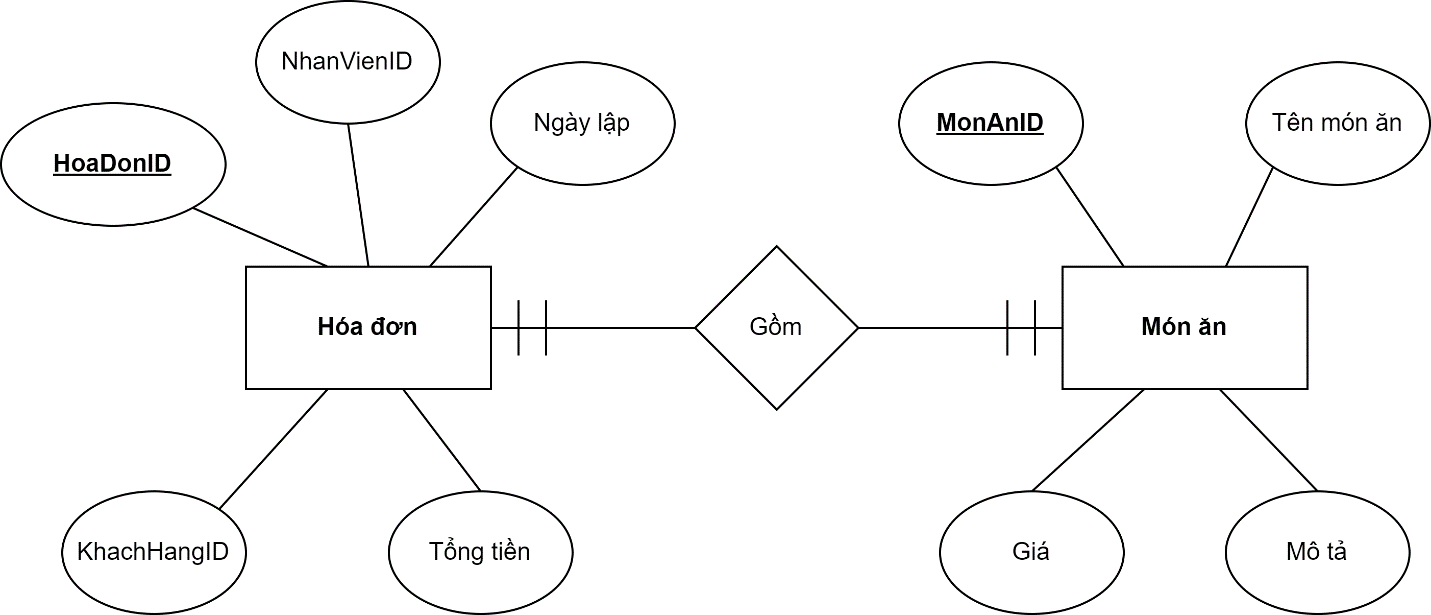 NhanVienID
Ngày lập
HoaDonID
MonAnID
Tên món ăn
Hóa đơn
Gồm
Món ăn
KhachHangID
Tổng tiền
Giá
Mô tả